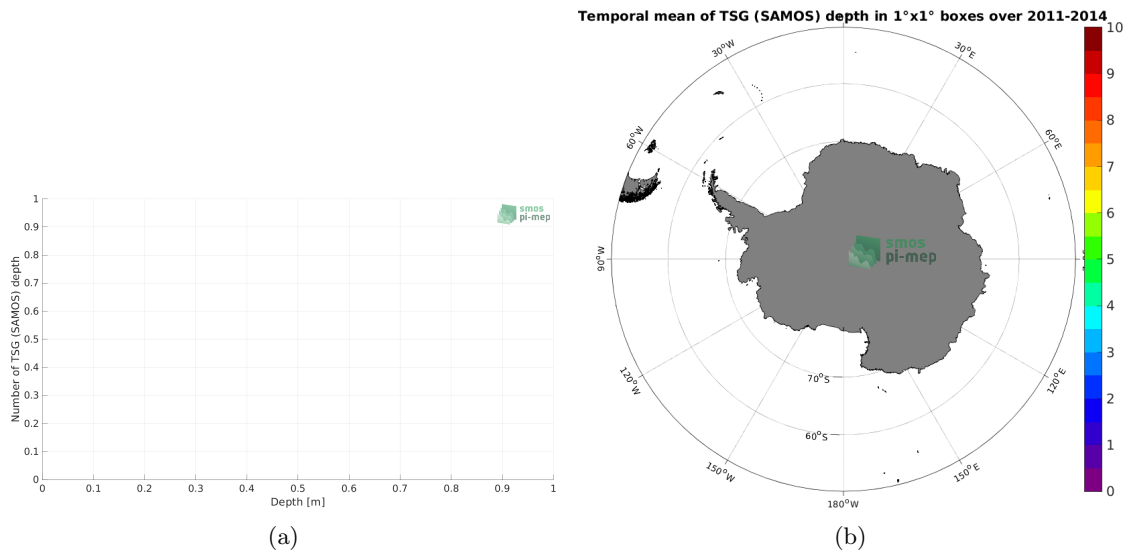 Temporal mean of TSG (SAMOS) depth in 1°x1° boxes over 2011-2014
smos
pi-mep
Number of TSG (SAMOS) depth
1
0.9
0.8
0.7
0.6
0.5
0.4
0.3
0.2
0.1
0
0 0.1 0.2 0.3 0.4 0.5 0.6 0.7 0.8 0.9 1
Depth [m]
(a)
30°W
30°E
60°W
60°E
90°W
120°W
120°E
150°W
150°E
180°W
70°S
60°S
smos
pi-mep
10
9
8
7
6
5
4
3
2
1
0
(b)